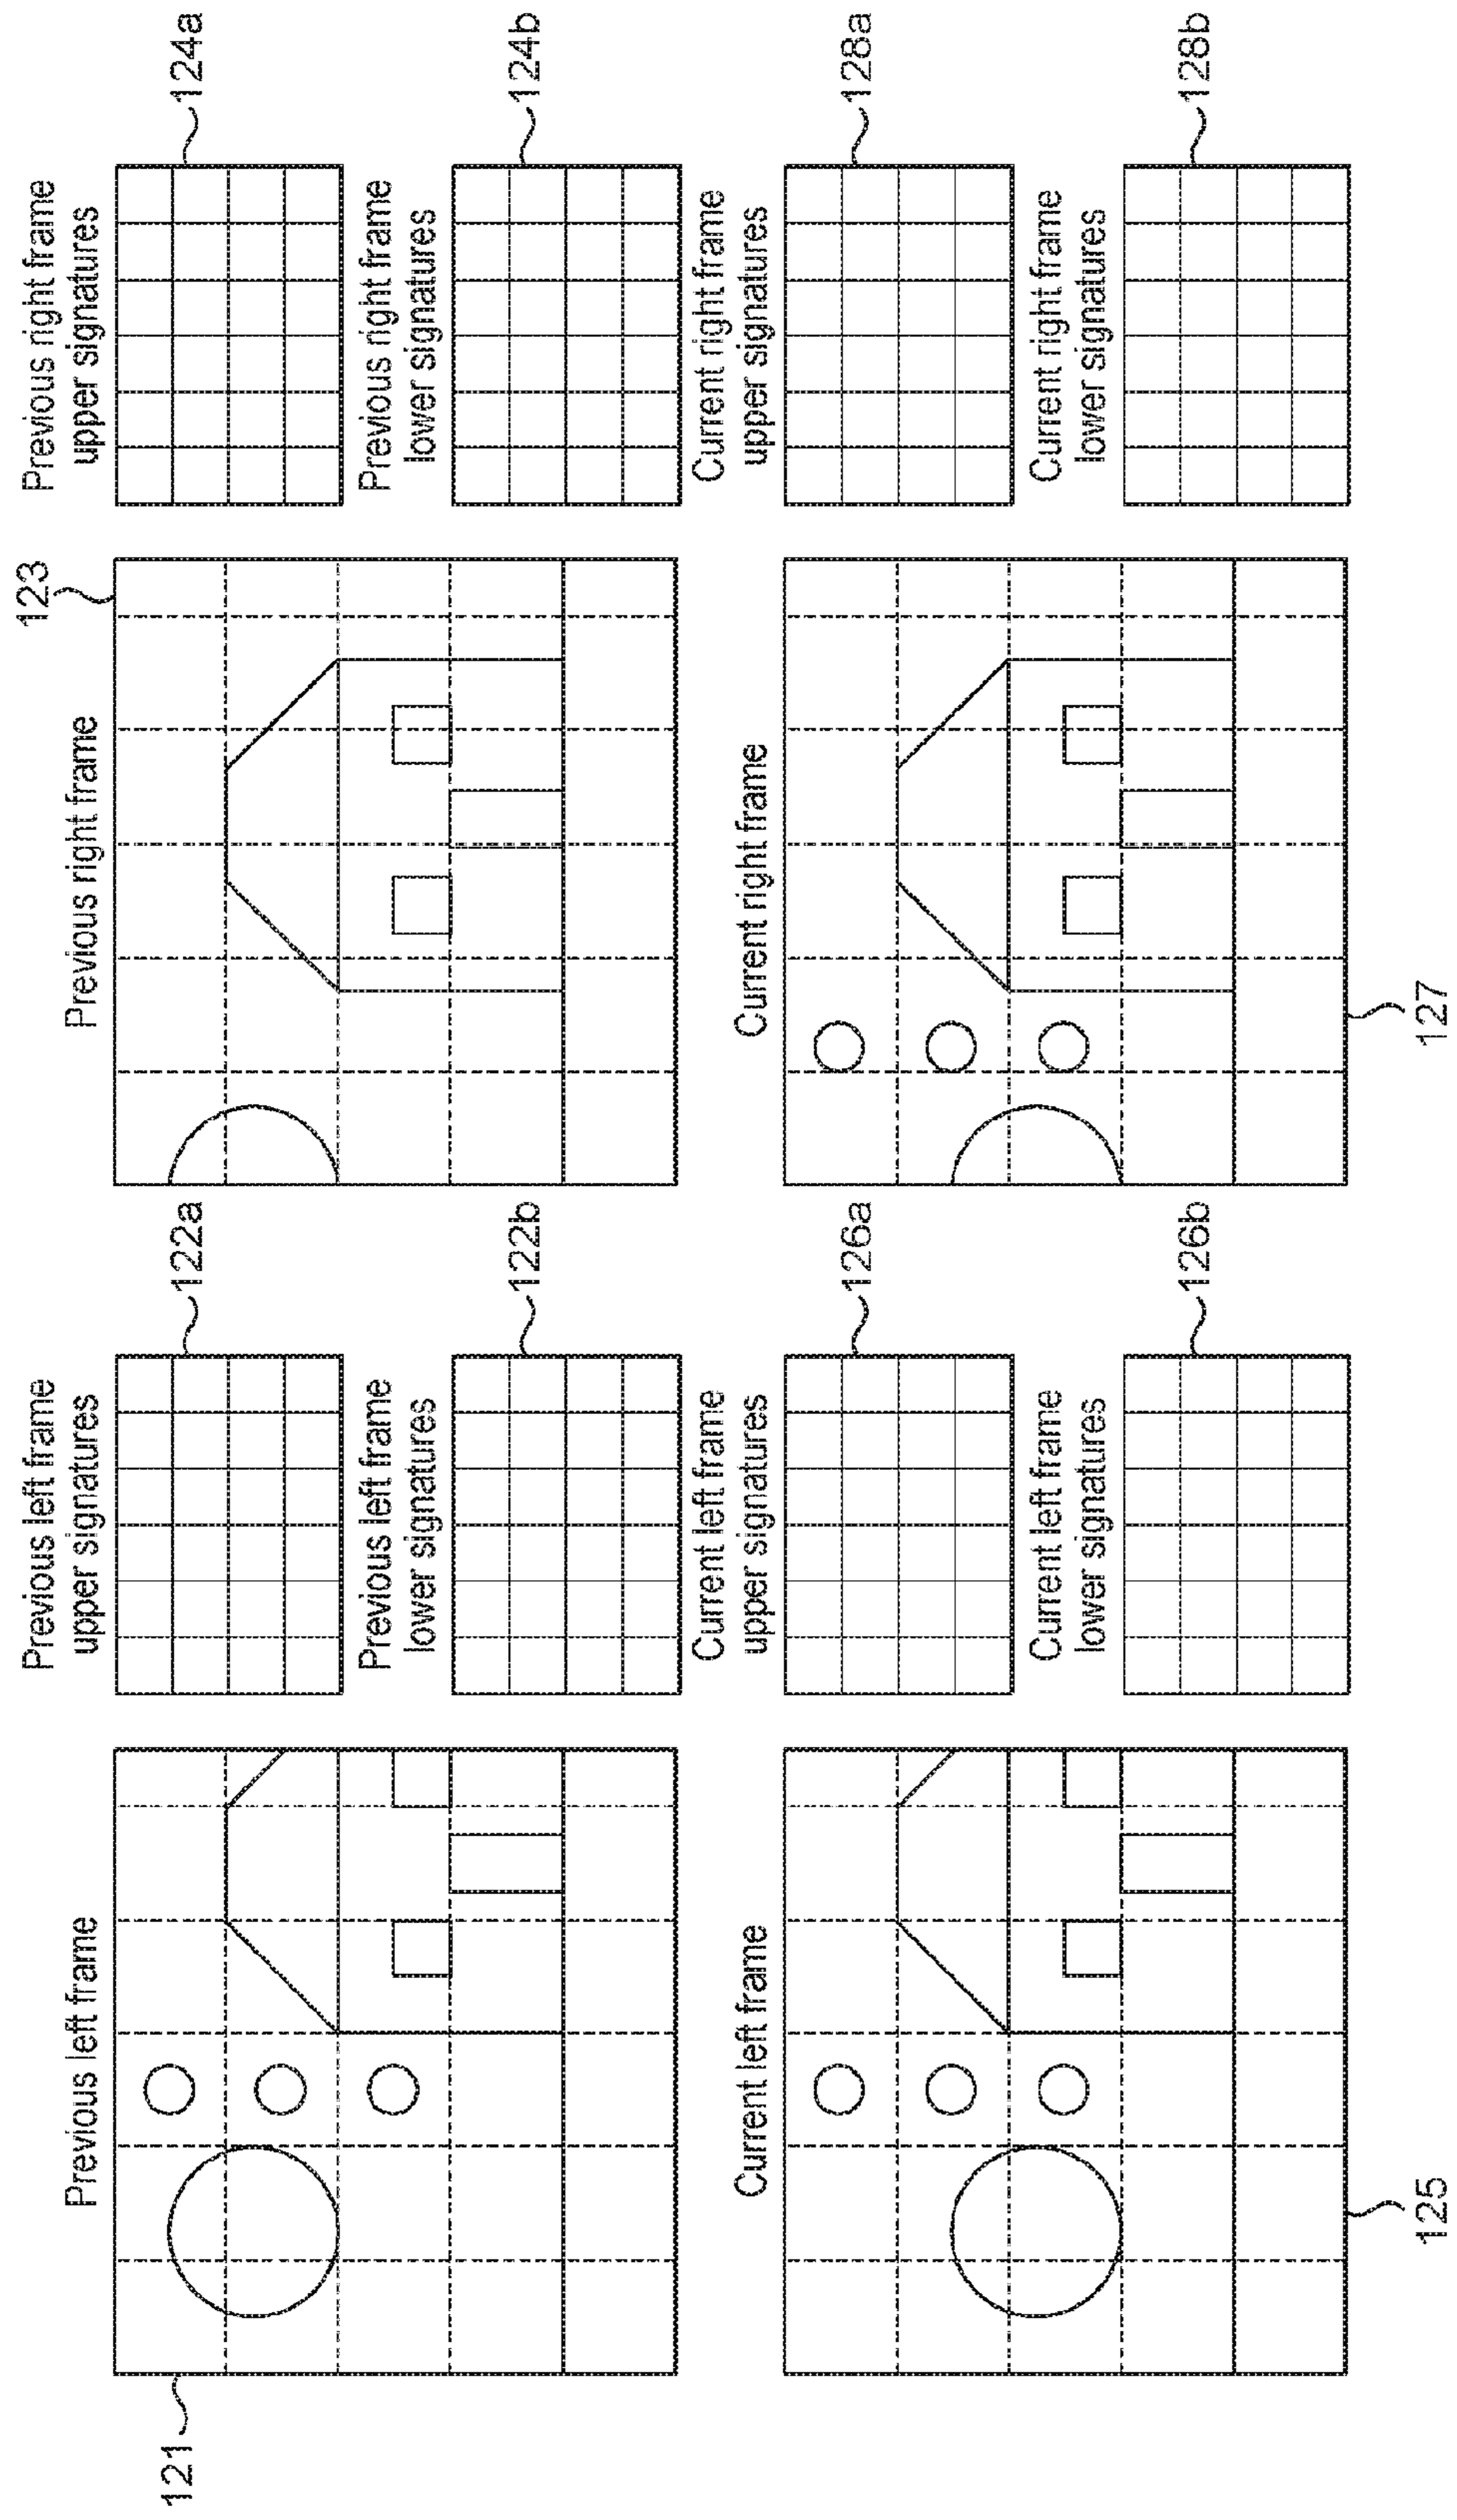 121
Previous left frame
Previous left frame
upper signatures
122a
Previous left frame
lower signatures
122b
Previous right frame
123
Previous right frame
upper signatures
124a
Previous right frame
lower signatures
124b
Current left frame
125
Current left frame
upper signatures
126a
Current left frame
lower signatures
126b
Current right frame
127
Current right frame
upper signatures
128a
Current right frame
lower signatures
128b